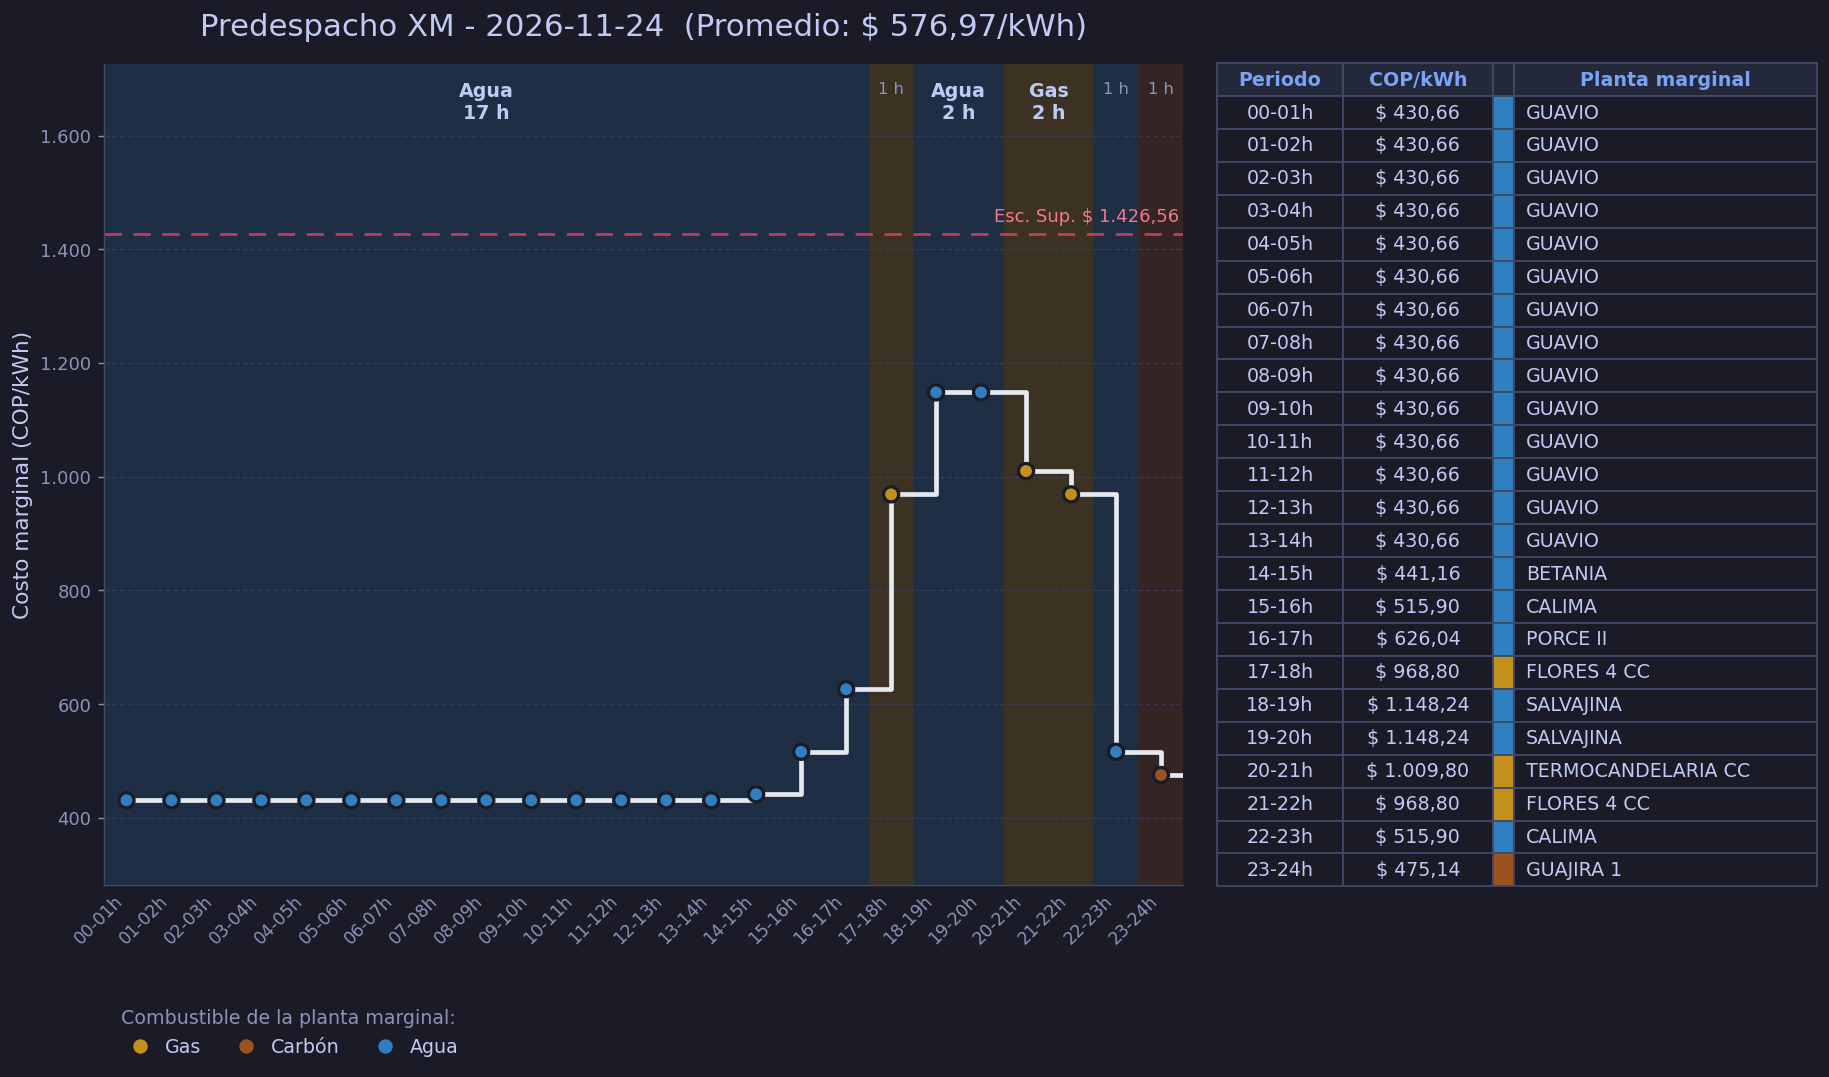 Predespacho XM - 2026-11-24  (Promedio: $ 576,97/kWh)
Agua
17 h
1 h
Agua
2 h
Gas
2 h
1 h
1 h
Esc. Sup. $ 1.426,56
Costo marginal (COP/kWh)
1.600
1.400
1.200
1.000
800
600
400
00-01h
01-02h
02-03h
03-04h
04-05h
05-06h
06-07h
07-08h
08-09h
09-10h
10-11h
11-12h
12-13h
13-14h
14-15h
15-16h
16-17h
17-18h
18-19h
19-20h
20-21h
21-22h
22-23h
23-24h
Combustible de la planta marginal:
Gas Carbón Agua
Periodo COP/kWh Planta marginal
00-01h $ 430,66 GUAVIO
01-02h $ 430,66 GUAVIO
02-03h $ 430,66 GUAVIO
03-04h $ 430,66 GUAVIO
04-05h $ 430,66 GUAVIO
05-06h $ 430,66 GUAVIO
06-07h $ 430,66 GUAVIO
07-08h $ 430,66 GUAVIO
08-09h $ 430,66 GUAVIO
09-10h $ 430,66 GUAVIO
10-11h $ 430,66 GUAVIO
11-12h $ 430,66 GUAVIO
12-13h $ 430,66 GUAVIO
13-14h $ 430,66 GUAVIO
14-15h $ 441,16 BETANIA
15-16h $ 515,90 CALIMA
16-17h $ 626,04 PORCE II
17-18h $ 968,80 FLORES 4 CC
18-19h $ 1.148,24 SALVAJINA
19-20h $ 1.148,24 SALVAJINA
20-21h $ 1.009,80 TERMOCANDELARIA CC
21-22h $ 968,80 FLORES 4 CC
22-23h $ 515,90 CALIMA
23-24h $ 475,14 GUAJIRA 1